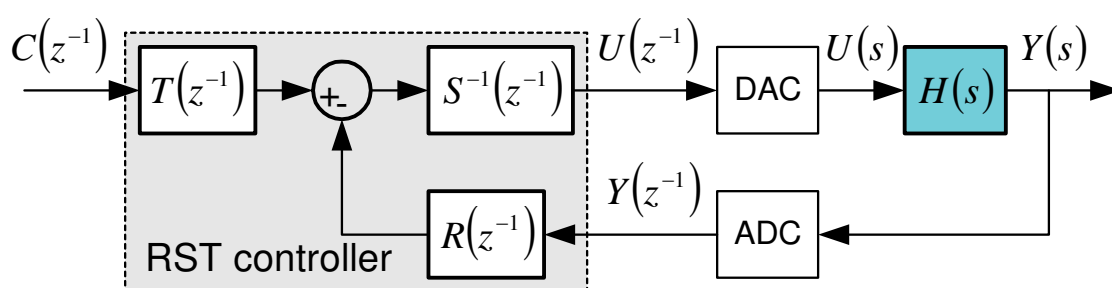 C(z⁻¹)
U(z⁻¹)
U(s)
Y(s)
T(z⁻¹)
+-
S⁻¹(z⁻¹)
DAC
H(s)
Y(z⁻¹)
R(z⁻¹)
ADC
RST controller